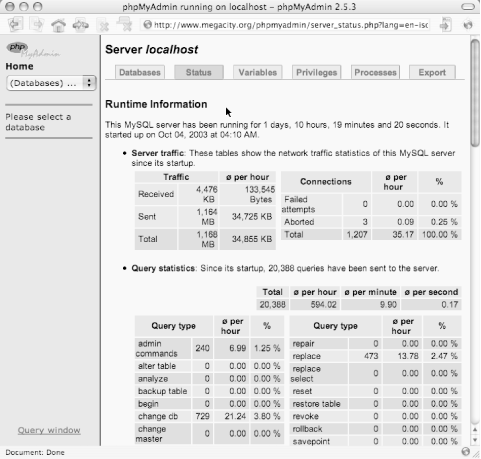 phpMyAdmin running on localhost - phpMyAdmin 2.5.3
http://www.megacity.org/phpmyadmin/server_status.php?lang=en-isc
php
MyAdmin
Home
(Databases) ...
Please select a
database
Query window
Server localhost
Databases Status Variables Privileges Processes Export
Runtime Information
This MySQL server has been running for 1 days, 10 hours, 19 minutes and 20 seconds. It
started up on Oct 04, 2003 at 04:10 AM.
• Server traffic: These tables show the network traffic statistics of this MySQL server
since its startup.
Traffic ø per hour
Received 4,476 KB 133,545 Bytes
Sent 1,164 MB 34,725 KB
Total 1,168 MB 34,855 KB
Connections ø per hour %
Failed attempts 0 0.00 0.00 %
Aborted 3 0.09 0.25 %
Total 1,207 35.17 100.00 %
• Query statistics: Since its startup, 20,388 queries have been sent to the server.
Total ø per hour ø per minute ø per second
20,388 594.02 9.90 0.17
Query type ø per hour %
admin commands 240 6.99 1.25 %
alter table 0 0.00 0.00 %
analyze 0 0.00 0.00 %
backup table 0 0.00 0.00 %
begin 0 0.00 0.00 %
change db 729 21.24 3.80 %
change master 0 0.00 0.00 %
Query type ø per hour %
repair 0 0.00 0.00 %
replace 473 13.78 2.47 %
replace select 0 0.00 0.00 %
reset 0 0.00 0.00 %
restore table 0 0.00 0.00 %
revoke 0 0.00 0.00 %
rollback 0 0.00 0.00 %
savepoint 0 0.00 0.00 %
Document: Done